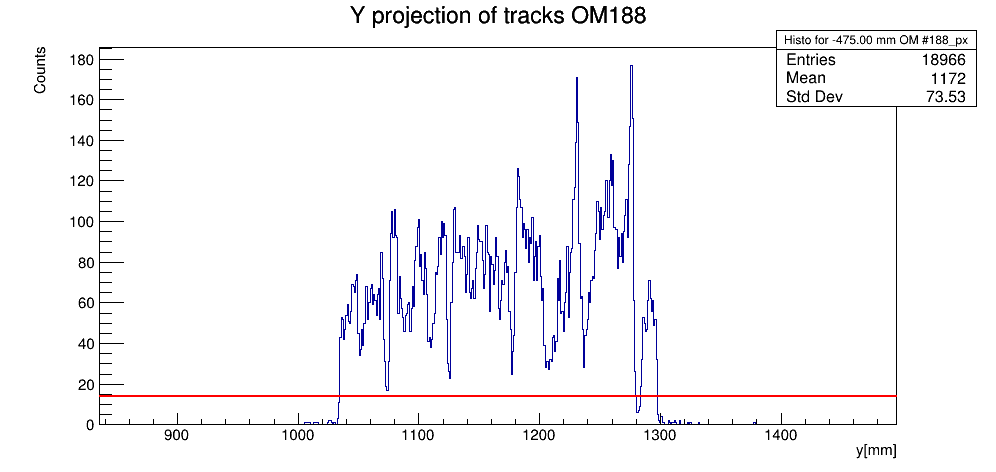 Y projection of tracks OM188
Histo for -475.00 mm OM #188_px
Entries 18966
Mean 1172
Std Dev 73.53
Counts
180
160
140
120
100
80
60
40
20
0
900 1000 1100 1200 1300 1400
y[mm]